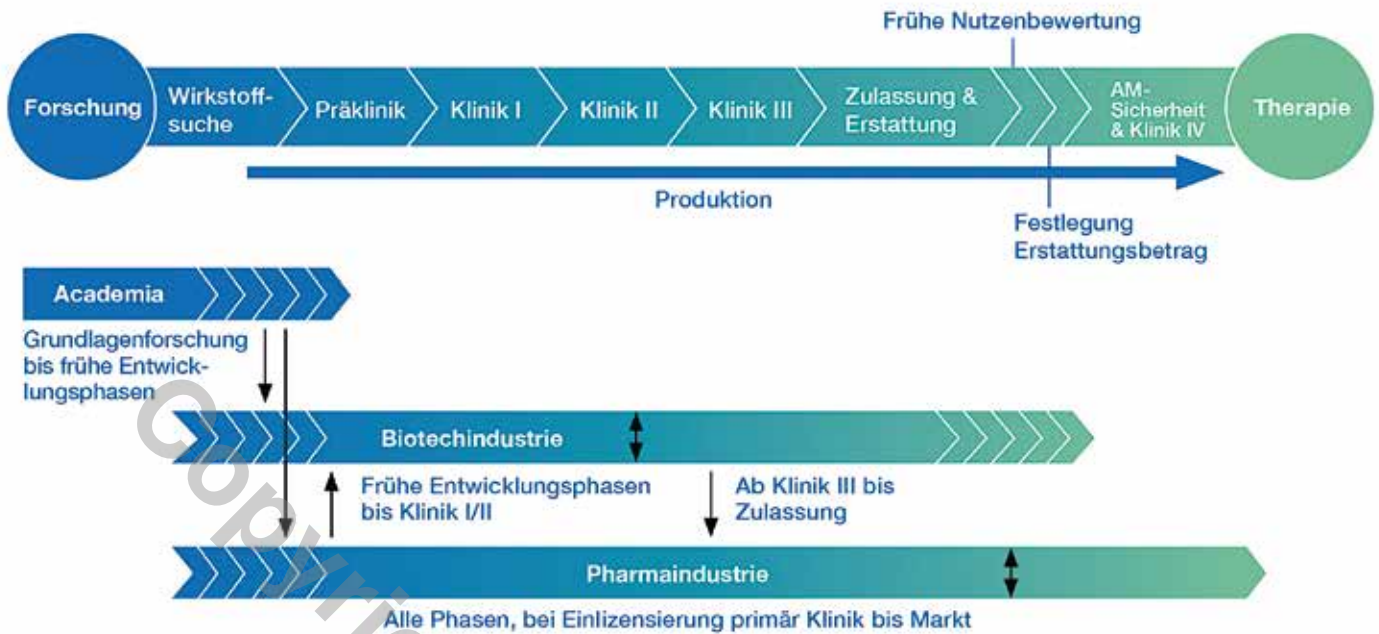 Frühe Nutzenbewertung
Forschung
Wirkstoff-
suche
Präklinik
Klinik I
Klinik II
Klinik III
Zulassung &
Erstattung
AM-
Sicherheit
& Klinik IV
Therapie
Produktion
Festlegung
Erstattungsbetrag
Academia
Grundlagenforschung
bis frühe Entwick-
lungsphasen
Biotechindustrie
Frühe Entwicklungsphasen
bis Klinik I/II
Ab Klinik III bis
Zulassung
Pharmaindustrie
Alle Phasen, bei Einlizensierung primär Klinik bis Markt